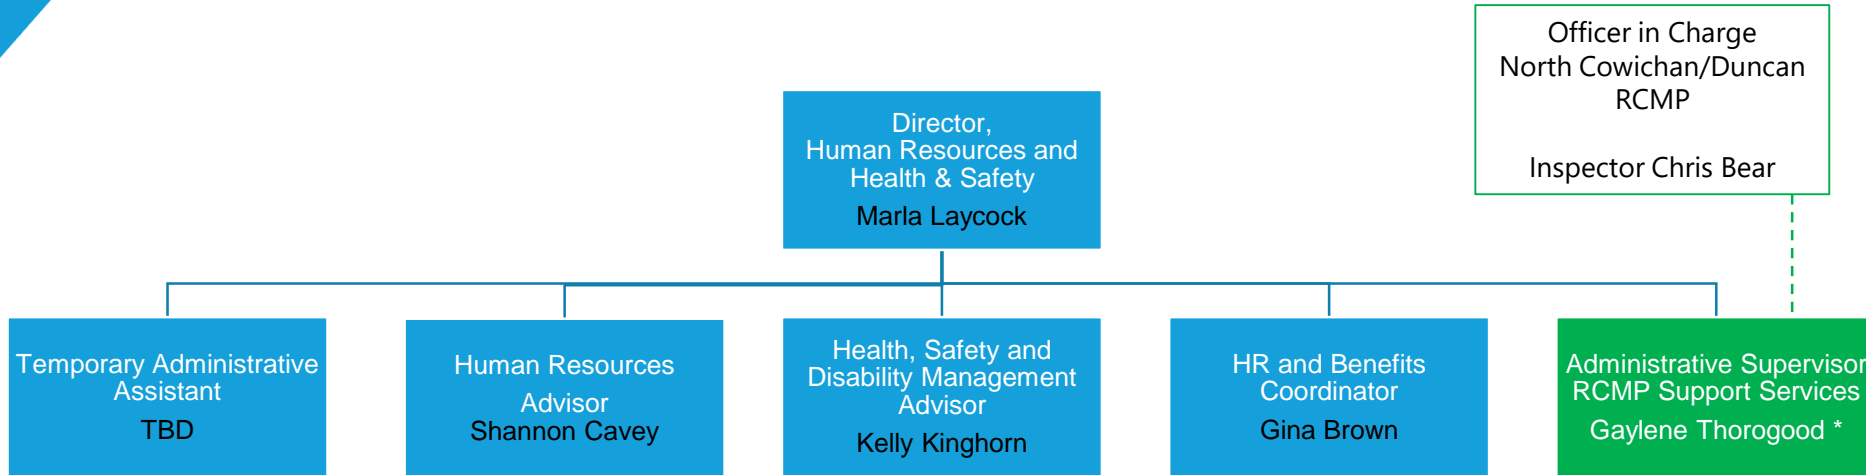 Officer in Charge
North Cowichan/Duncan
RCMP
Inspector Chris Bear
Director,
Human Resources and
Health & Safety
Marla Laycock
Temporary Administrative
Assistant
TBD
Human Resources
Advisor
Shannon Cavey
Health, Safety and
Disability Management
Advisor
Kelly Kinghorn
HR and Benefits
Coordinator
Gina Brown
Administrative Supervisor
RCMP Support Services
Gaylene Thorogood *